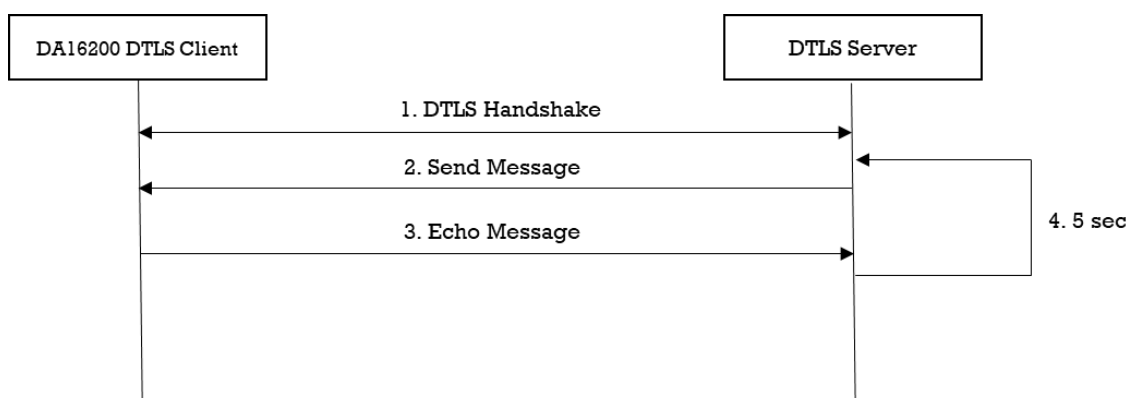 DA16200 DTLS Client
DTLS Server
1. DTLS Handshake
2. Send Message
3. Echo Message
4. 5 sec